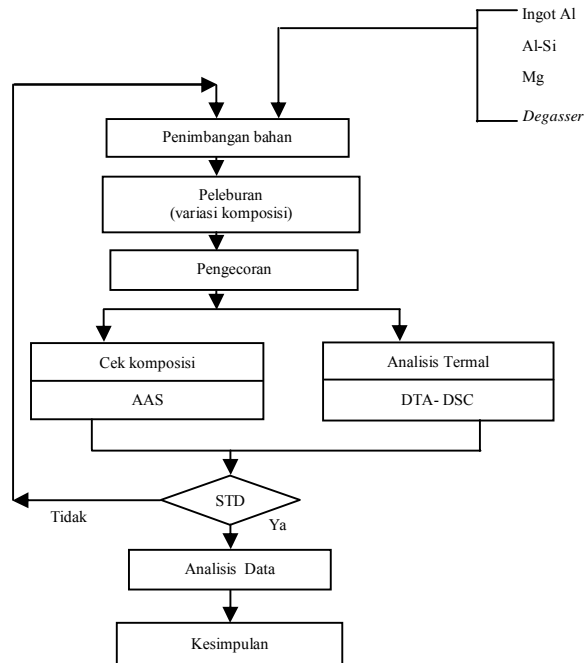 Ingot Al
Al-Si
Mg
Degasser
Penimbangan bahan
Peleburan
(variasi komposisi)
Pengecoran
Cek komposisi
AAS
Analisis Termal
DTA- DSC
STD
Tidak
Ya
Analisis Data
Kesimpulan